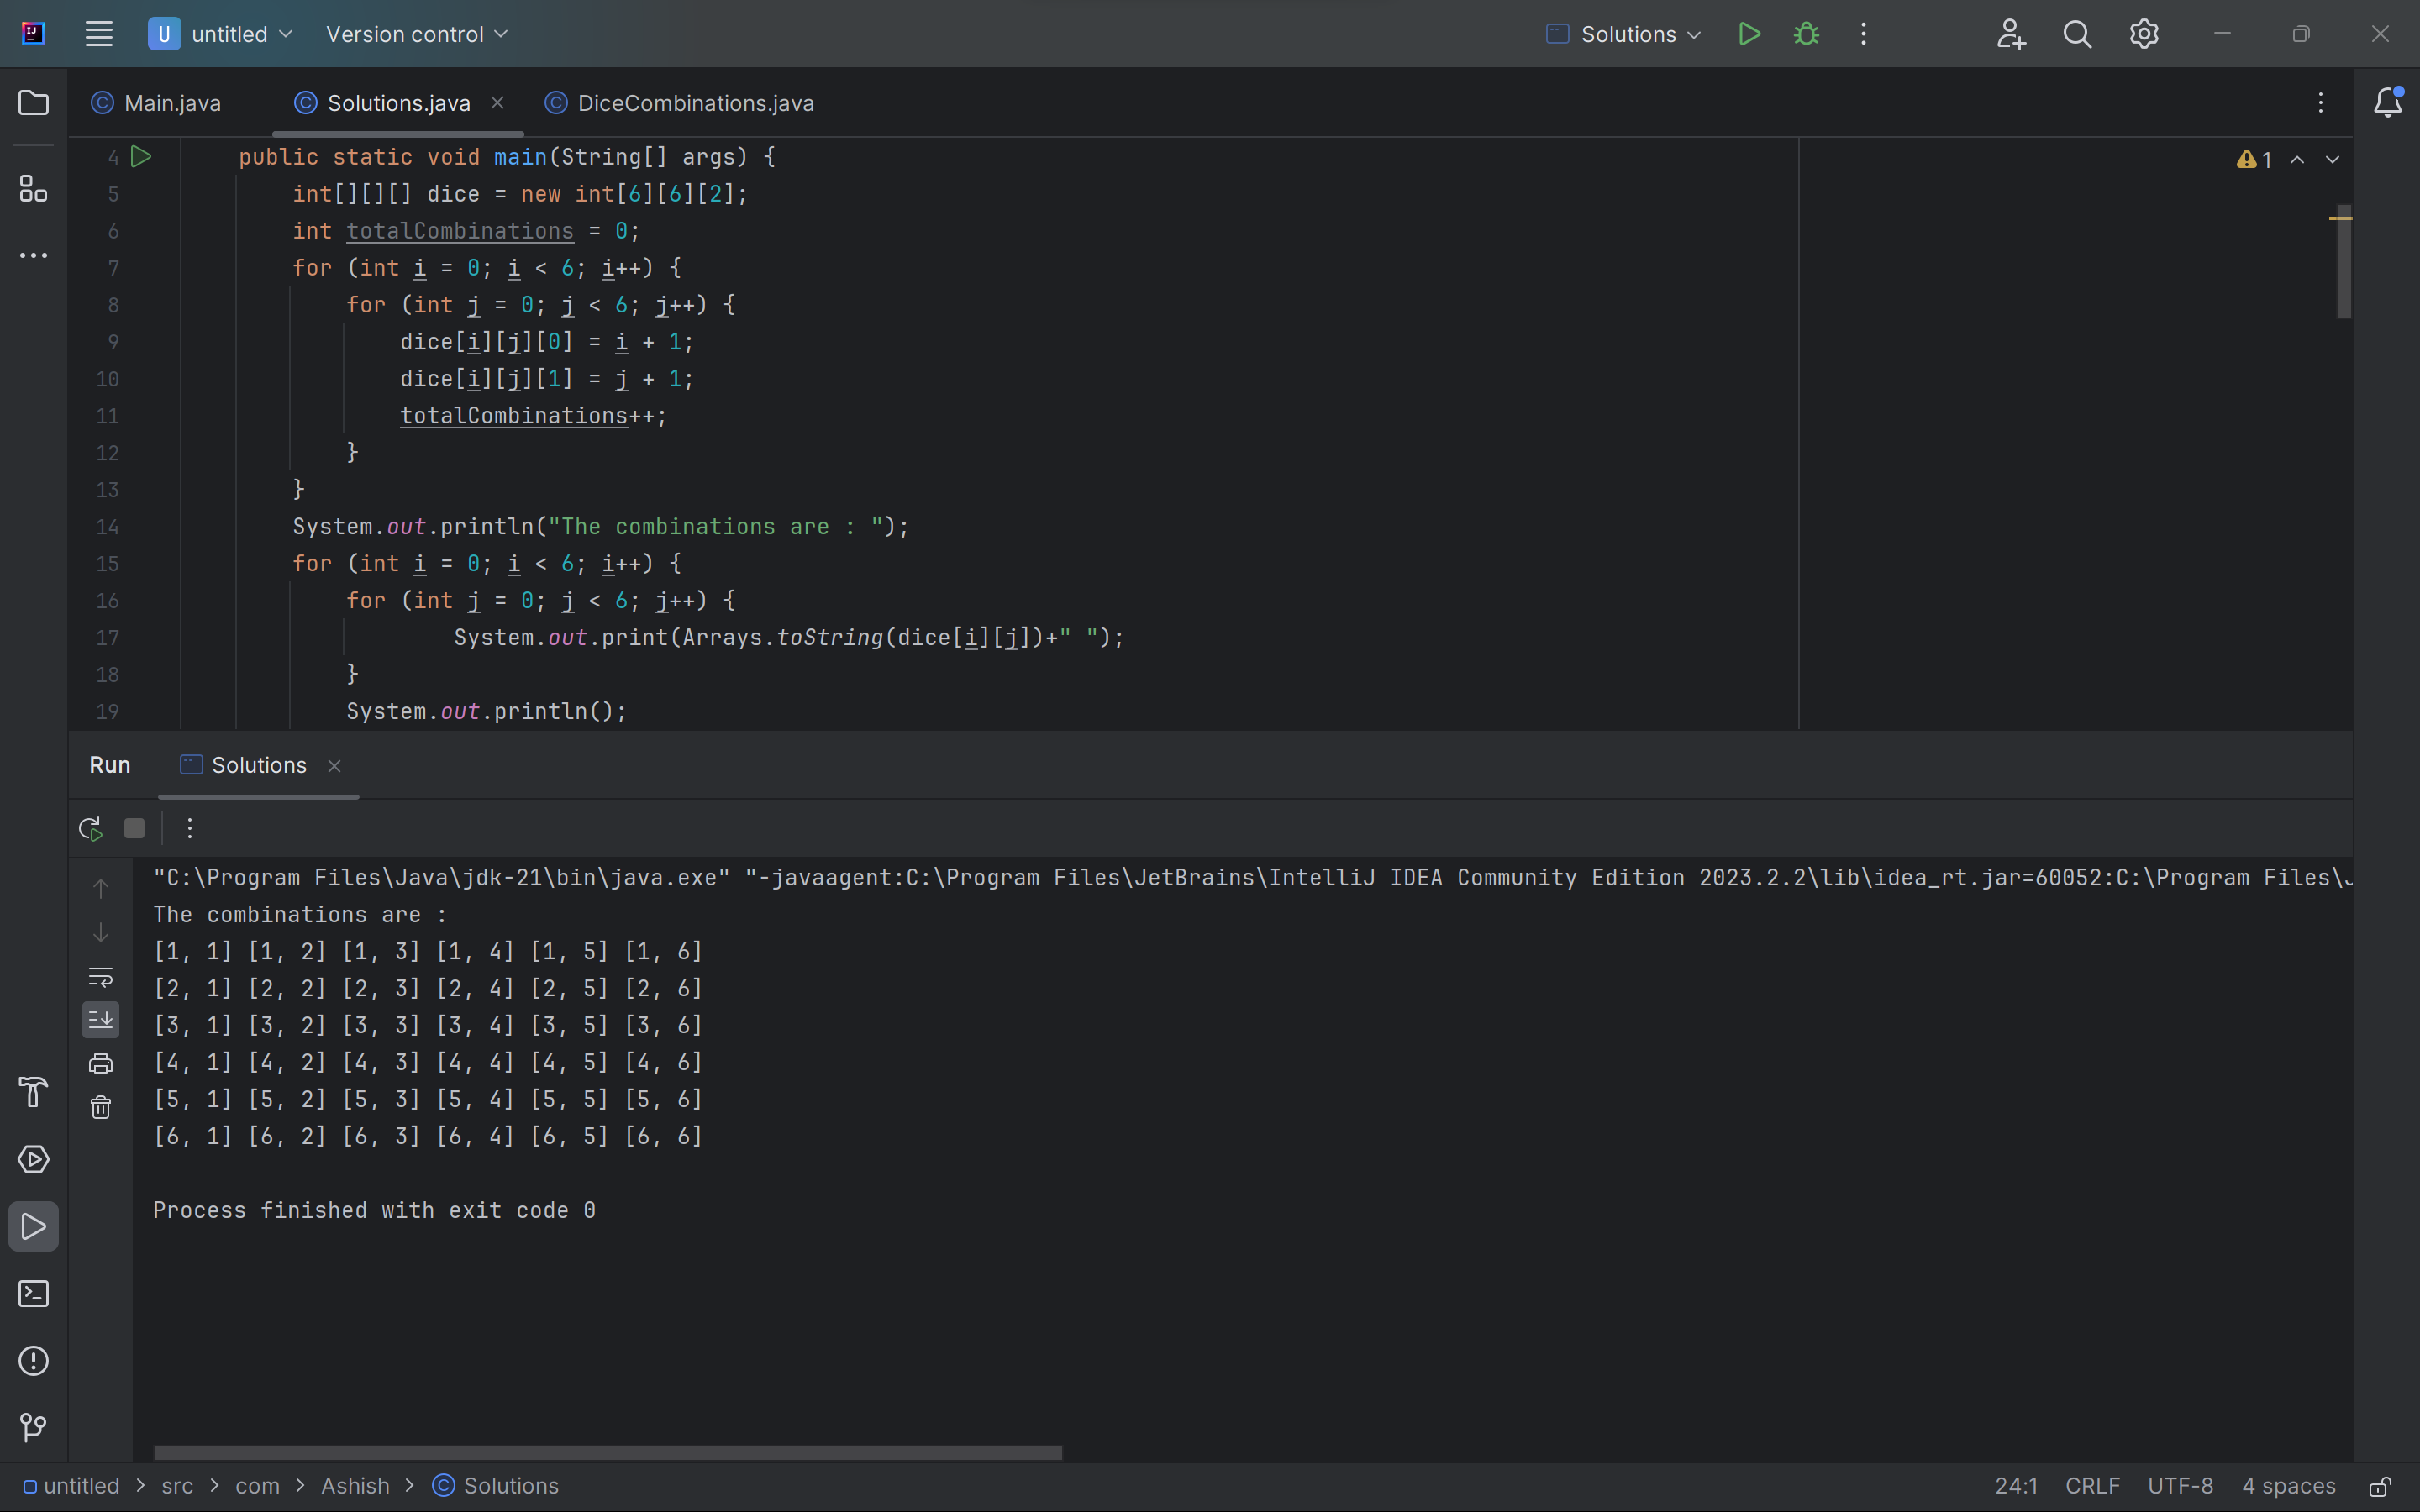 U untitled Version control Solutions
Main.java Solutions.java DiceCombinations.java
4 public static void main(String[] args) {
5 int[][][] dice = new int[6][6][2];
6 int totalCombinations = 0;
7 for (int i = 0; i < 6; i++) {
8 for (int j = 0; j < 6; j++) {
9 dice[i][j][0] = i + 1;
10 dice[i][j][1] = j + 1;
11 totalCombinations++;
12 }
13 }
14 System.out.println("The combinations are : ");
15 for (int i = 0; i < 6; i++) {
16 for (int j = 0; j < 6; j++) {
17 System.out.print(Arrays.toString(dice[i][j])+" ");
18 }
19 System.out.println();
1
Run Solutions
"C:\Program Files\Java\jdk-21\bin\java.exe" "-javaagent:C:\Program Files\JetBrains\IntelliJ IDEA Community Edition 2023.2.2\lib\idea_rt.jar=60052:C:\Program Files\J
The combinations are :
[1, 1] [1, 2] [1, 3] [1, 4] [1, 5] [1, 6]
[2, 1] [2, 2] [2, 3] [2, 4] [2, 5] [2, 6]
[3, 1] [3, 2] [3, 3] [3, 4] [3, 5] [3, 6]
[4, 1] [4, 2] [4, 3] [4, 4] [4, 5] [4, 6]
[5, 1] [5, 2] [5, 3] [5, 4] [5, 5] [5, 6]
[6, 1] [6, 2] [6, 3] [6, 4] [6, 5] [6, 6]
Process finished with exit code 0
untitled > src > com > Ashish > Solutions 24:1 CRLF UTF-8 4 spaces